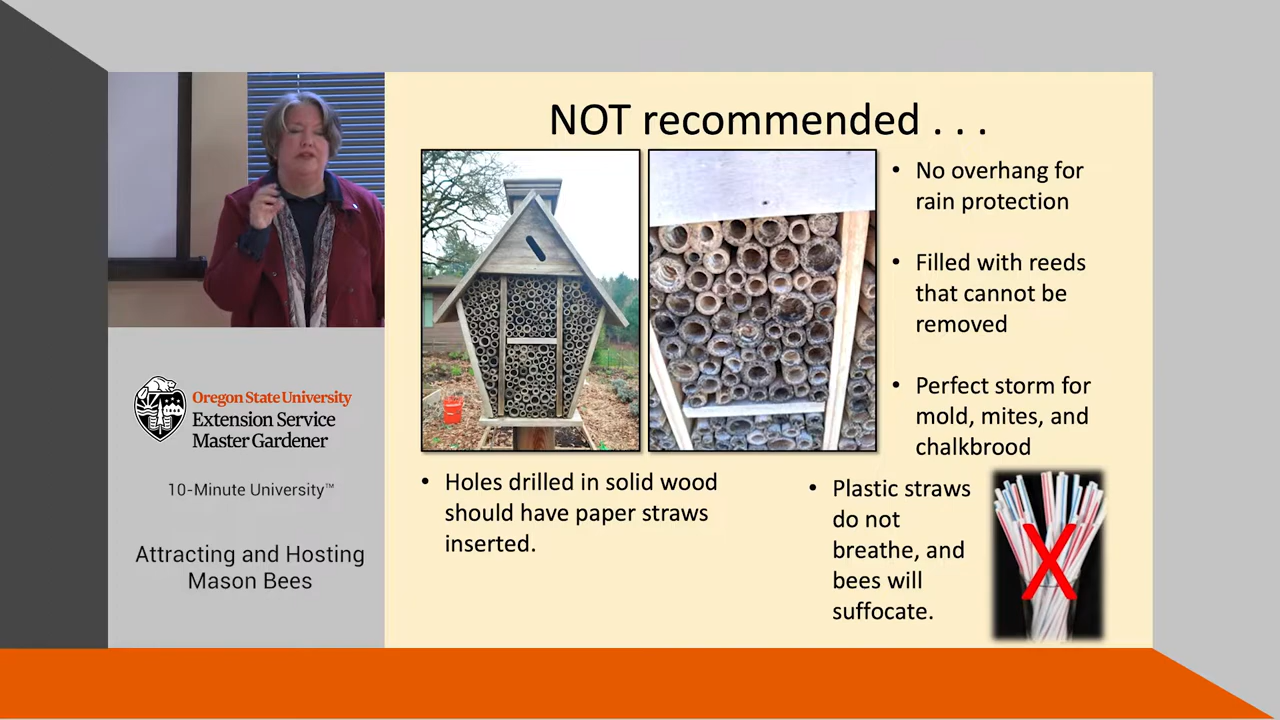 NOT recommended . . .
• No overhang for
rain protection
• Filled with reeds
that cannot be
removed
• Perfect storm for
mold, mites, and
chalkbrood
• Holes drilled in solid wood
should have paper straws
inserted.
• Plastic straws
do not
breathe, and
bees will
suffocate.
X
Oregon State University
Extension Service
Master Gardener
10-Minute University™
Attracting and Hosting
Mason Bees